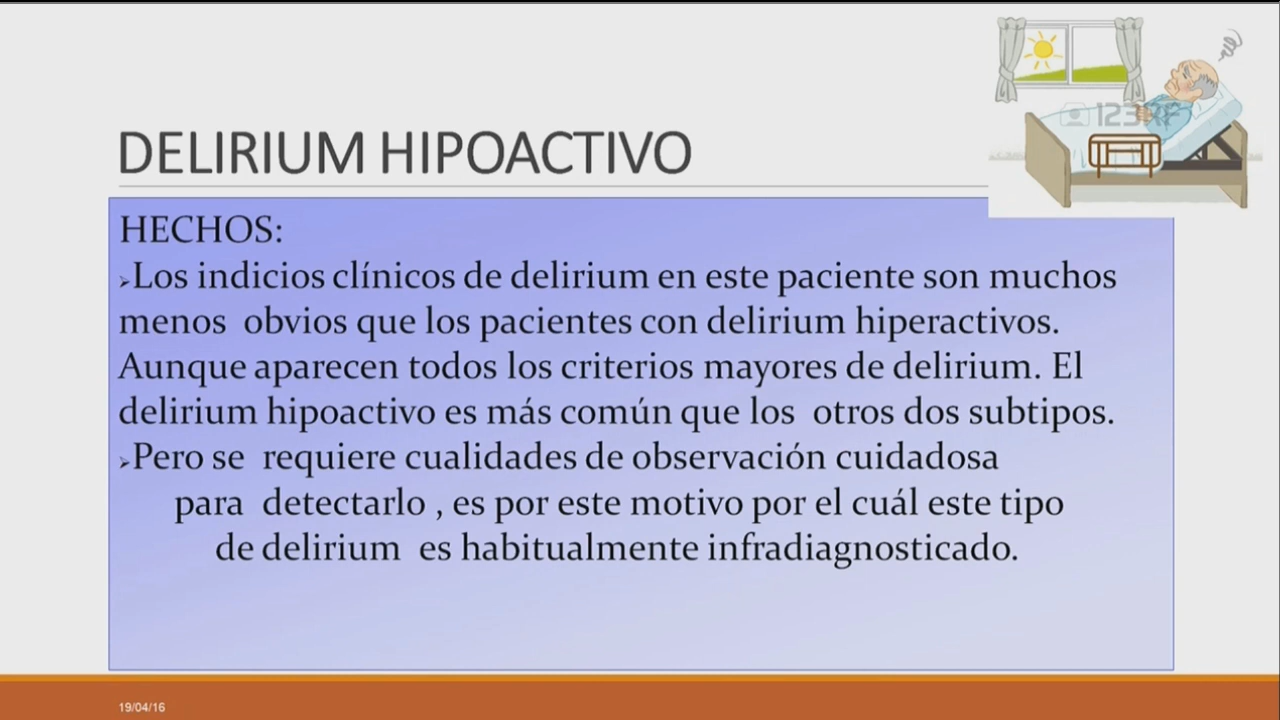 DELIRIUM HIPOACTIVO
HECHOS:
➢Los indicios clínicos de delirium en este paciente son muchos
menos obvios que los pacientes con delirium hiperactivos.
Aunque aparecen todos los criterios mayores de delirium. El
delirium hipoactivo es más común que los otros dos subtipos.
➢Pero se requiere cualidades de observación cuidadosa
para detectarlo , es por este motivo por el cuál este tipo
de delirium es habitualmente infradiagnosticado.
19/04/16
123RF